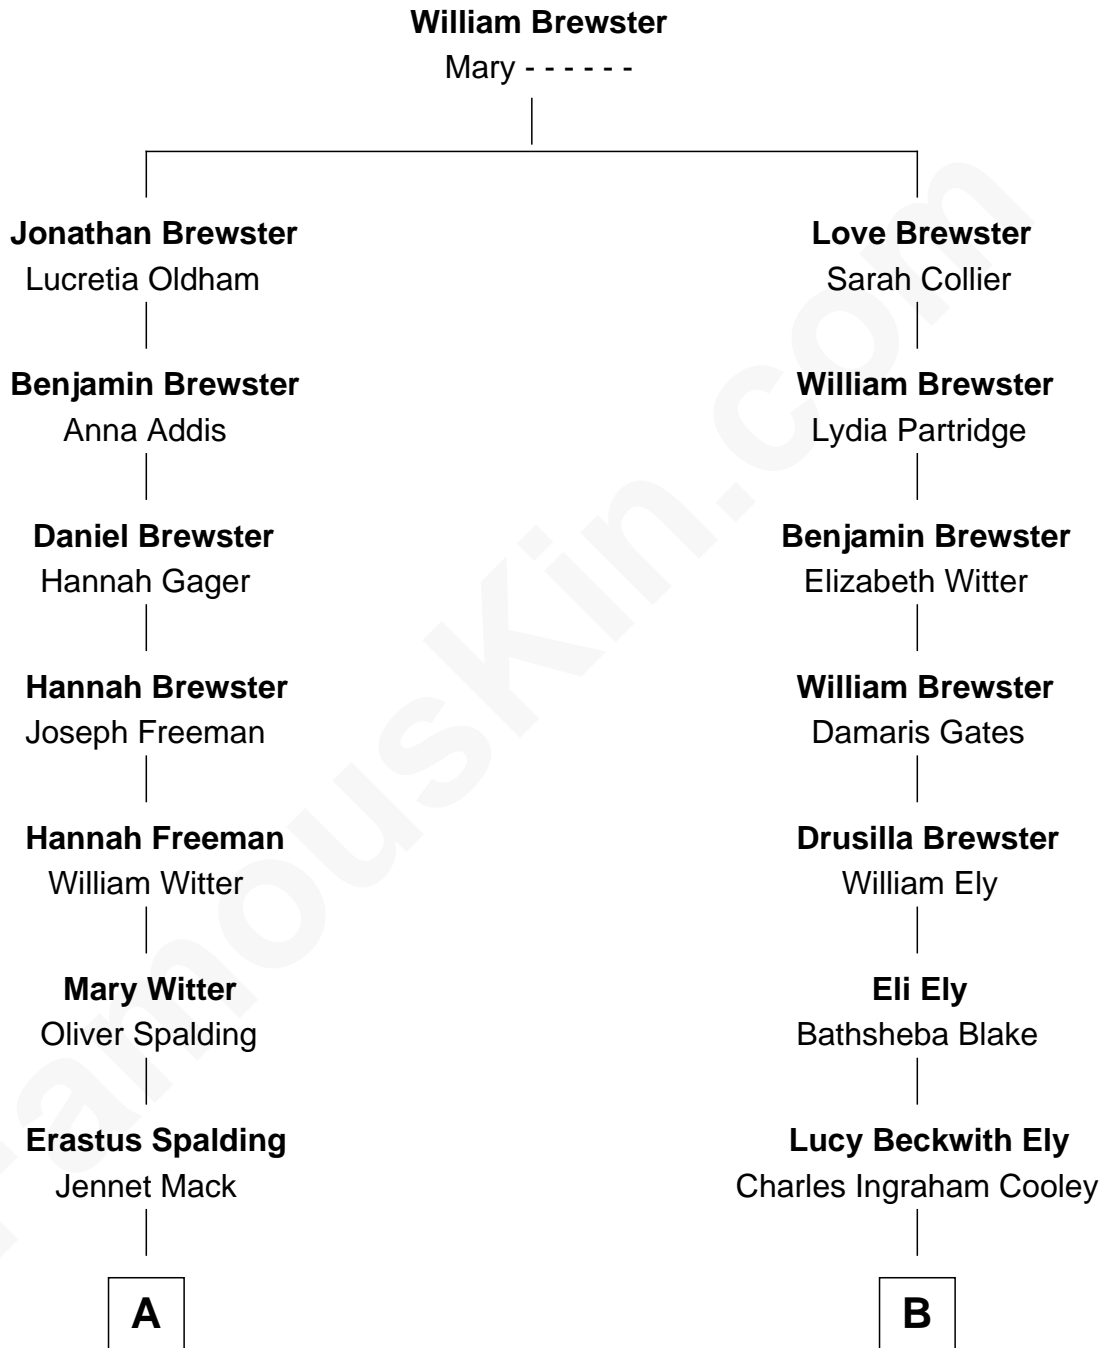 William Brewster
Mary - - - - - -
Jonathan Brewster
Lucretia Oldham
Love Brewster
Sarah Collier
Benjamin Brewster
Anna Addis
William Brewster
Lydia Partridge
Daniel Brewster
Hannah Gager
Benjamin Brewster
Elizabeth Witter
Hannah Brewster
Joseph Freeman
William Brewster
Damaris Gates
Hannah Freeman
William Witter
Drusilla Brewster
William Ely
Mary Witter
Oliver Spalding
Eli Ely
Bathsheba Blake
Erastus Spalding
Jennet Mack
Lucy Beckwith Ely
Charles Ingraham Cooley
A
B
FamousKin.com